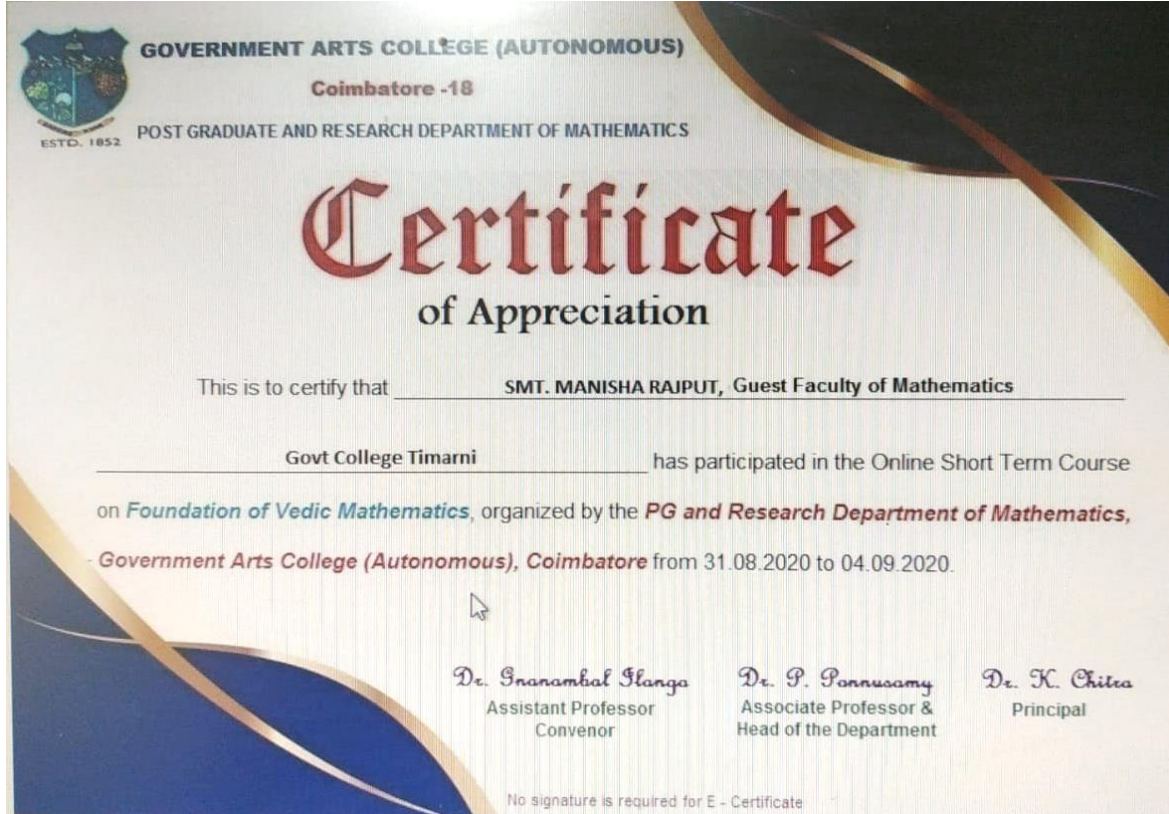 GOVERNMENT ARTS COLLEGE (AUTONOMOUS)
Coimbatore -18
POST GRADUATE AND RESEARCH DEPARTMENT OF MATHEMATICS
ESTD. 1852
Certificate
of Appreciation
This is to certify that SMT. MANISHA RAJPUT, Guest Faculty of Mathematics
Govt College Timarni has participated in the Online Short Term Course
on Foundation of Vedic Mathematics, organized by the PG and Research Department of Mathematics,
Government Arts College (Autonomous), Coimbatore from 31.08.2020 to 04.09.2020.
Dr. Gnanambal Ilango Dr. P. Ponnusamy Dr. K. Chitra
Assistant Professor Associate Professor & Principal
Convenor Head of the Department
No signature is required for E - Certificate